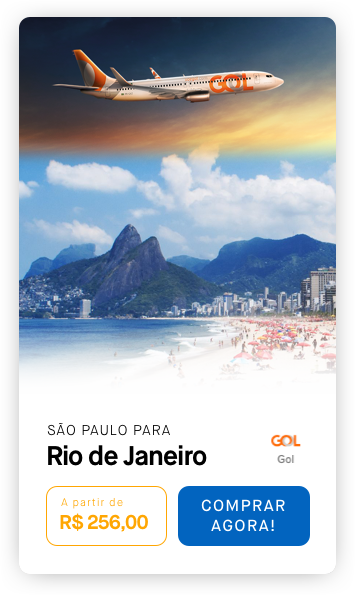 GOL
SÃO PAULO PARA
Rio de Janeiro
GOL
Gol
A partir de
R$ 256,00
COMPRAR
AGORA!